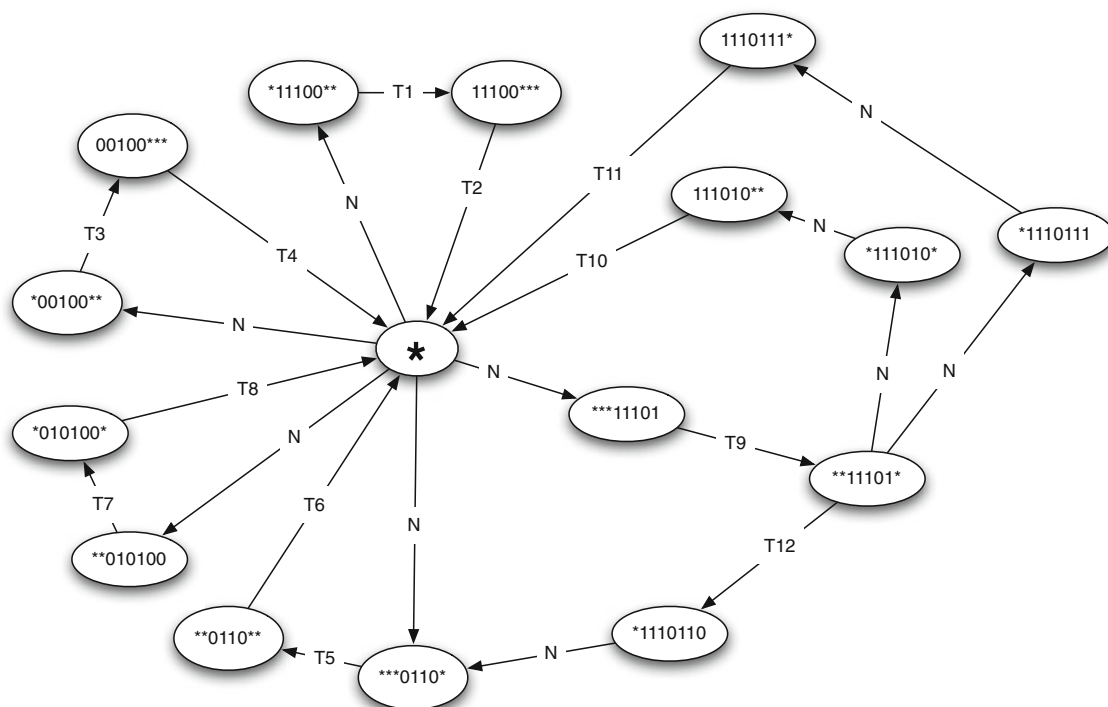 1110111*
*11100**
T1
11100***
N
00100***
T11
T2
111010**
N
T3
N
*1110111
T4
T10
*111010*
*00100**
N
*
N
N
N
T8
***11101
*010100*
N
T9
**11101*
T7
T6
N
T12
**010100
**0110**
*1110110
T5
N
***0110*